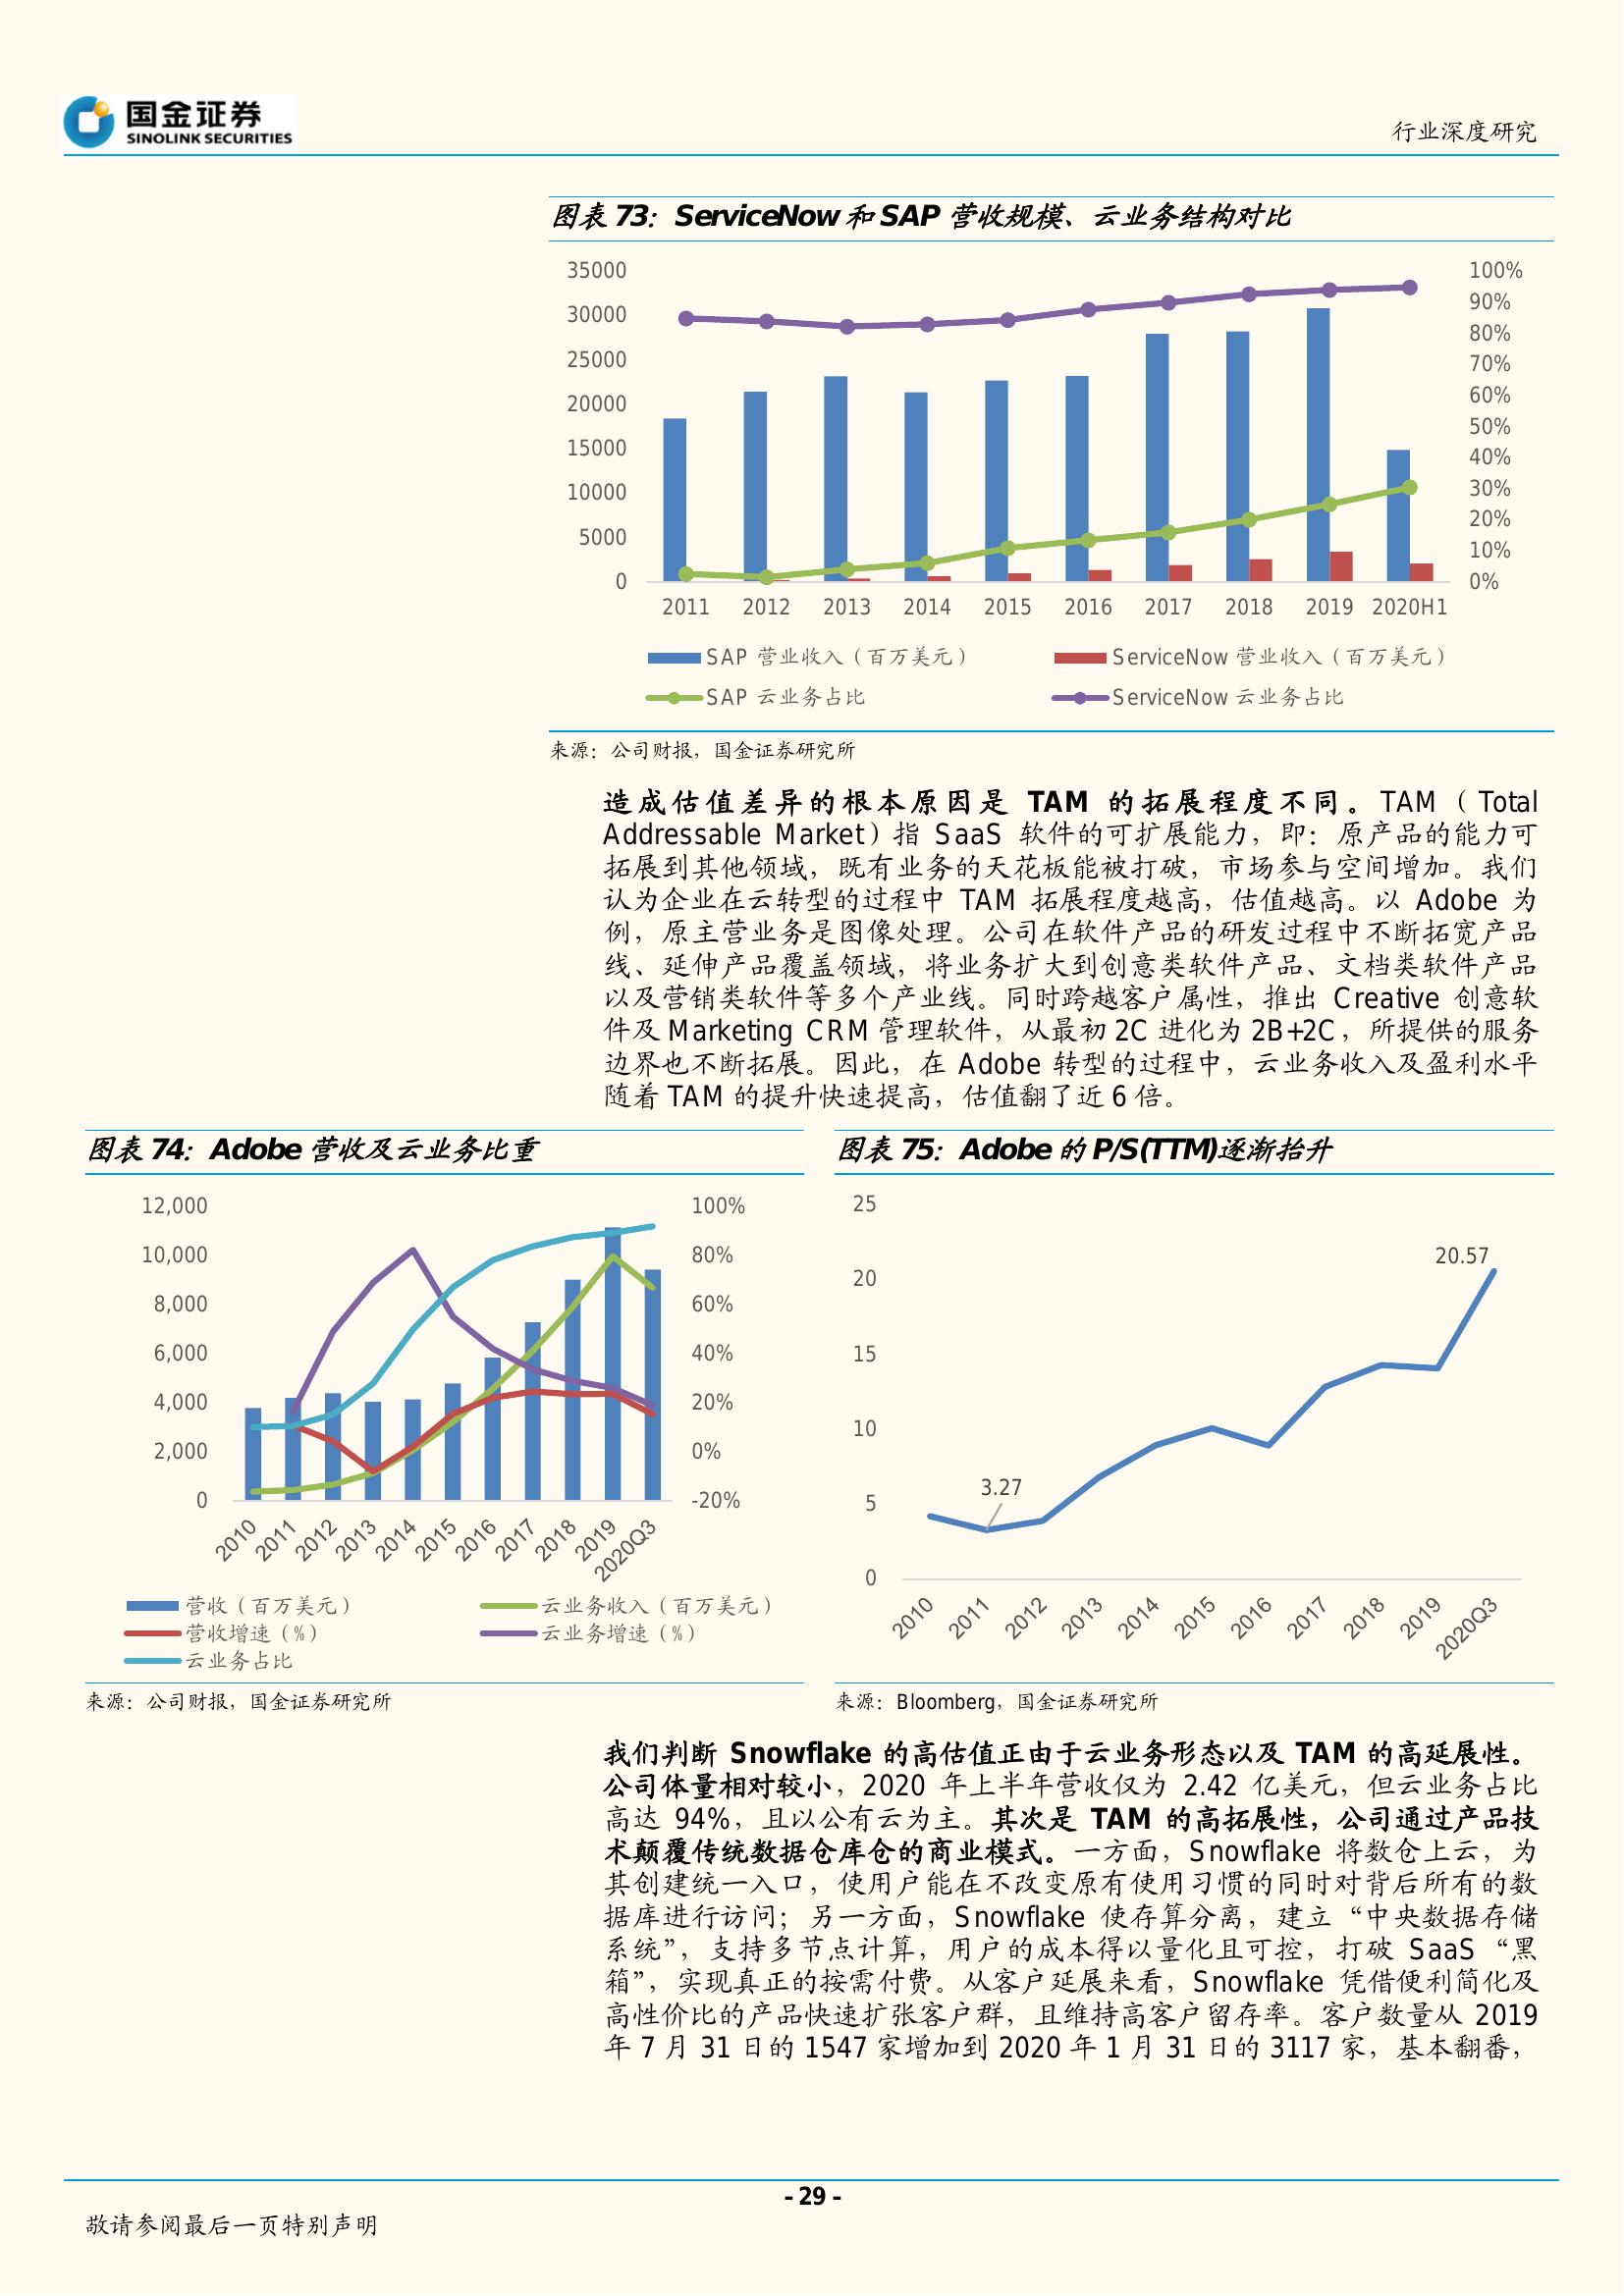 国金证券
SINOLINK SECURITIES
行业深度研究
图表 73：ServiceNow 和 SAP 营收规模、云业务结构对比
35000
30000
25000
20000
15000
10000
5000
0
100%
90%
80%
70%
60%
50%
40%
30%
20%
10%
0%
2011 2012 2013 2014 2015 2016 2017 2018 2019 2020H1
SAP 营业收入（百万美元） ServiceNow 营业收入（百万美元）
SAP 云业务占比 ServiceNow 云业务占比
来源：公司财报，国金证券研究所
造成估值差异的根本原因是 TAM 的拓展程度不同。TAM（Total
Addressable Market）指 SaaS 软件的可扩展能力，即：原产品的能力可
拓展到其他领域，既有业务的天花板能被打破，市场参与空间增加。我们
认为企业在云转型的过程中 TAM 拓展程度越高，估值越高。以 Adobe 为
例，原主营业务是图像处理。公司在软件产品的研发过程中不断拓宽产品
线、延伸产品覆盖领域，将业务扩大到创意类软件产品、文档类软件产品
以及营销类软件等多个产业线。同时跨越客户属性，推出 Creative 创意软
件及 Marketing CRM 管理软件，从最初 2C 进化为 2B+2C，所提供的服务
边界也不断拓展。因此，在 Adobe 转型的过程中，云业务收入及盈利水平
随着 TAM 的提升快速提高，估值翻了近 6 倍。
图表 74：Adobe 营收及云业务比重
12,000
10,000
8,000
6,000
4,000
2,000
0
100%
80%
60%
40%
20%
0%
-20%
2010 2011 2012 2013 2014 2015 2016 2017 2018 2019 2020Q3
营收（百万美元） 云业务收入（百万美元）
营收增速（%） 云业务增速（%）
云业务占比
来源：公司财报，国金证券研究所
图表 75：Adobe 的 P/S(TTM)逐渐抬升
25
20
15
10
5
0
3.27
20.57
2010 2011 2012 2013 2014 2015 2016 2017 2018 2019 2020Q3
来源：Bloomberg，国金证券研究所
我们判断 Snowflake 的高估值正由于云业务形态以及 TAM 的高延展性。
公司体量相对较小，2020 年上半年营收仅为 2.42 亿美元，但云业务占比
高达 94%，且以公有云为主。其次是 TAM 的高拓展性，公司通过产品技
术颠覆传统数据仓库仓的商业模式。一方面，Snowflake 将数仓上云，为
其创建统一入口，使用户能在不改变原有使用习惯的同时对背后所有的数
据库进行访问；另一方面，Snowflake 使存算分离，建立“中央数据存储
系统”，支持多节点计算，用户的成本得以量化且可控，打破 SaaS “黑
箱”，实现真正的按需付费。从客户延展来看，Snowflake 凭借便利简化及
高性价比的产品快速扩张客户群，且维持高客户留存率。客户数量从 2019
年 7 月 31 日的 1547 家增加到 2020 年 1 月 31 日的 3117 家，基本翻番，
- 29 -
敬请参阅最后一页特别声明